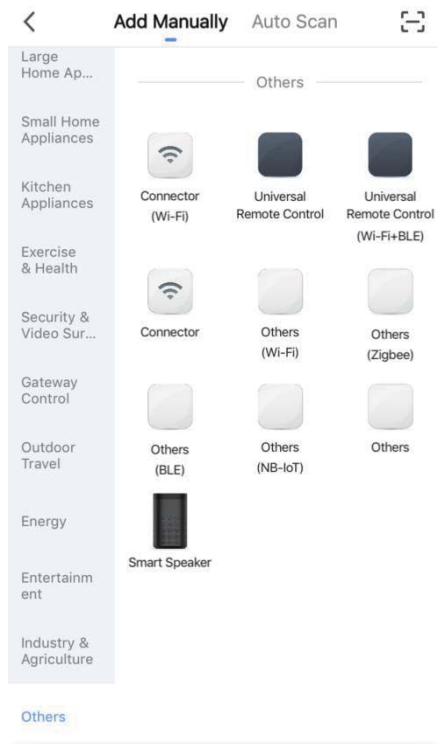 Add Manually Auto Scan
Large
Home Ap...
Small Home
Appliances
Kitchen
Appliances
Exercise
& Health
Security &
Video Sur...
Gateway
Control
Outdoor
Travel
Energy
Entertainm
ent
Industry &
Agriculture
Others
Others
Connector
(Wi-Fi)
Universal
Remote Control
Universal
Remote Control
(Wi-Fi+BLE)
Connector
Others
(Wi-Fi)
Others
(Zigbee)
Others
(BLE)
Others
(NB-IoT)
Others
Smart Speaker